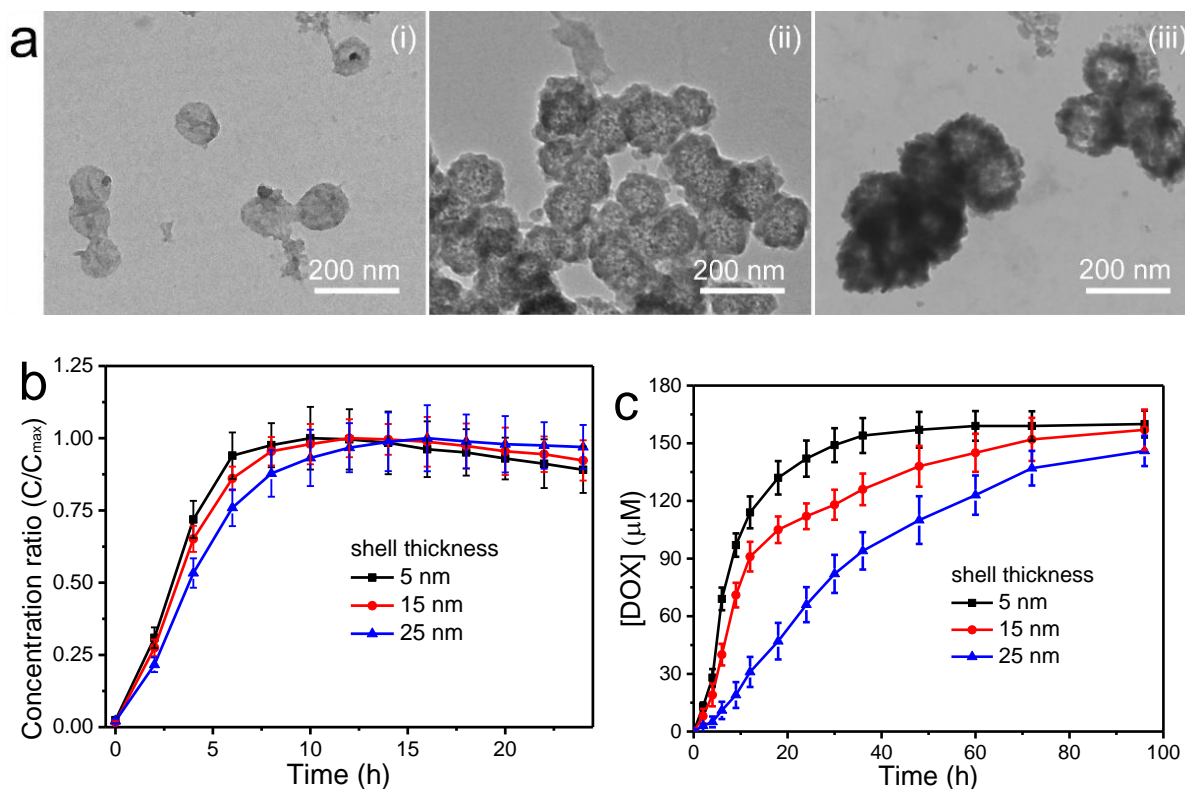 a
(i)
(ii)
(iii)
200 nm
200 nm
200 nm
b
1.25
1.00
0.75
0.50
0.25
0.00
Concentration ratio (C/Cmax)
shell thickness
5 nm
15 nm
25 nm
0
5
10
15
20
Time (h)
c
180
150
120
90
60
30
0
[DOX] (μM)
shell thickness
5 nm
15 nm
25 nm
0
20
40
60
80
100
Time (h)